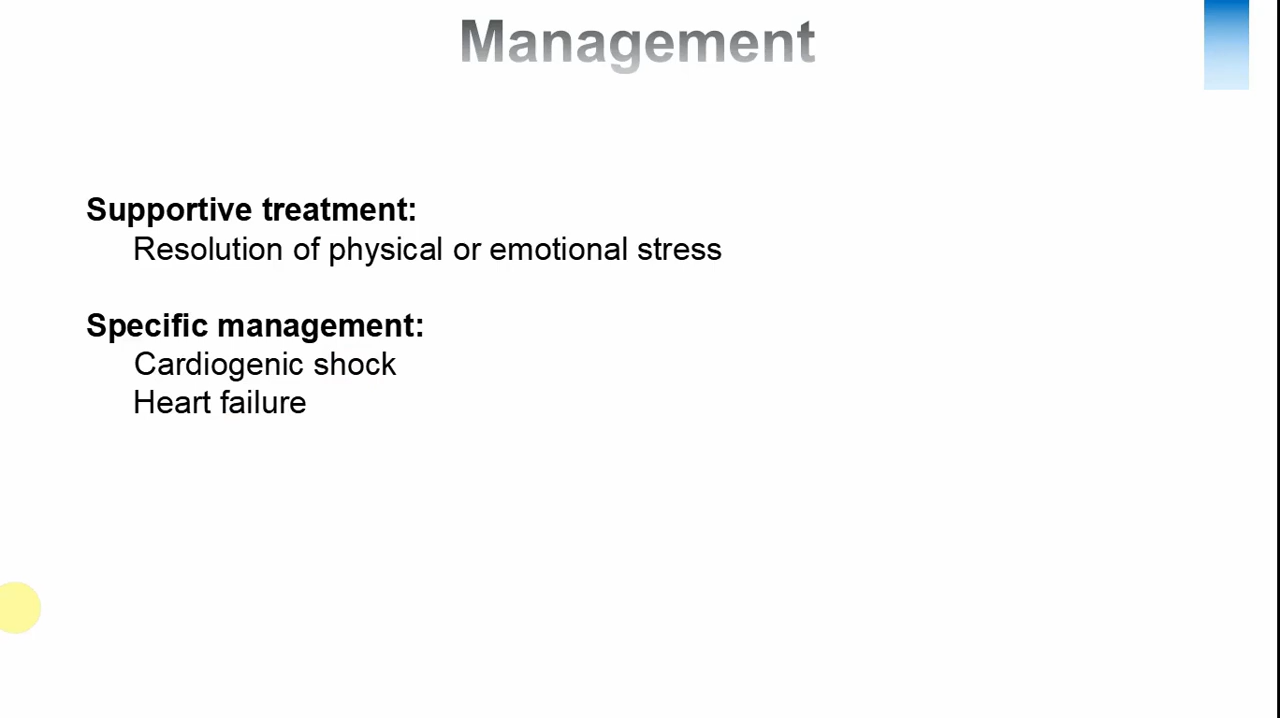 Management
Supportive treatment:
Resolution of physical or emotional stress
Specific management:
Cardiogenic shock
Heart failure